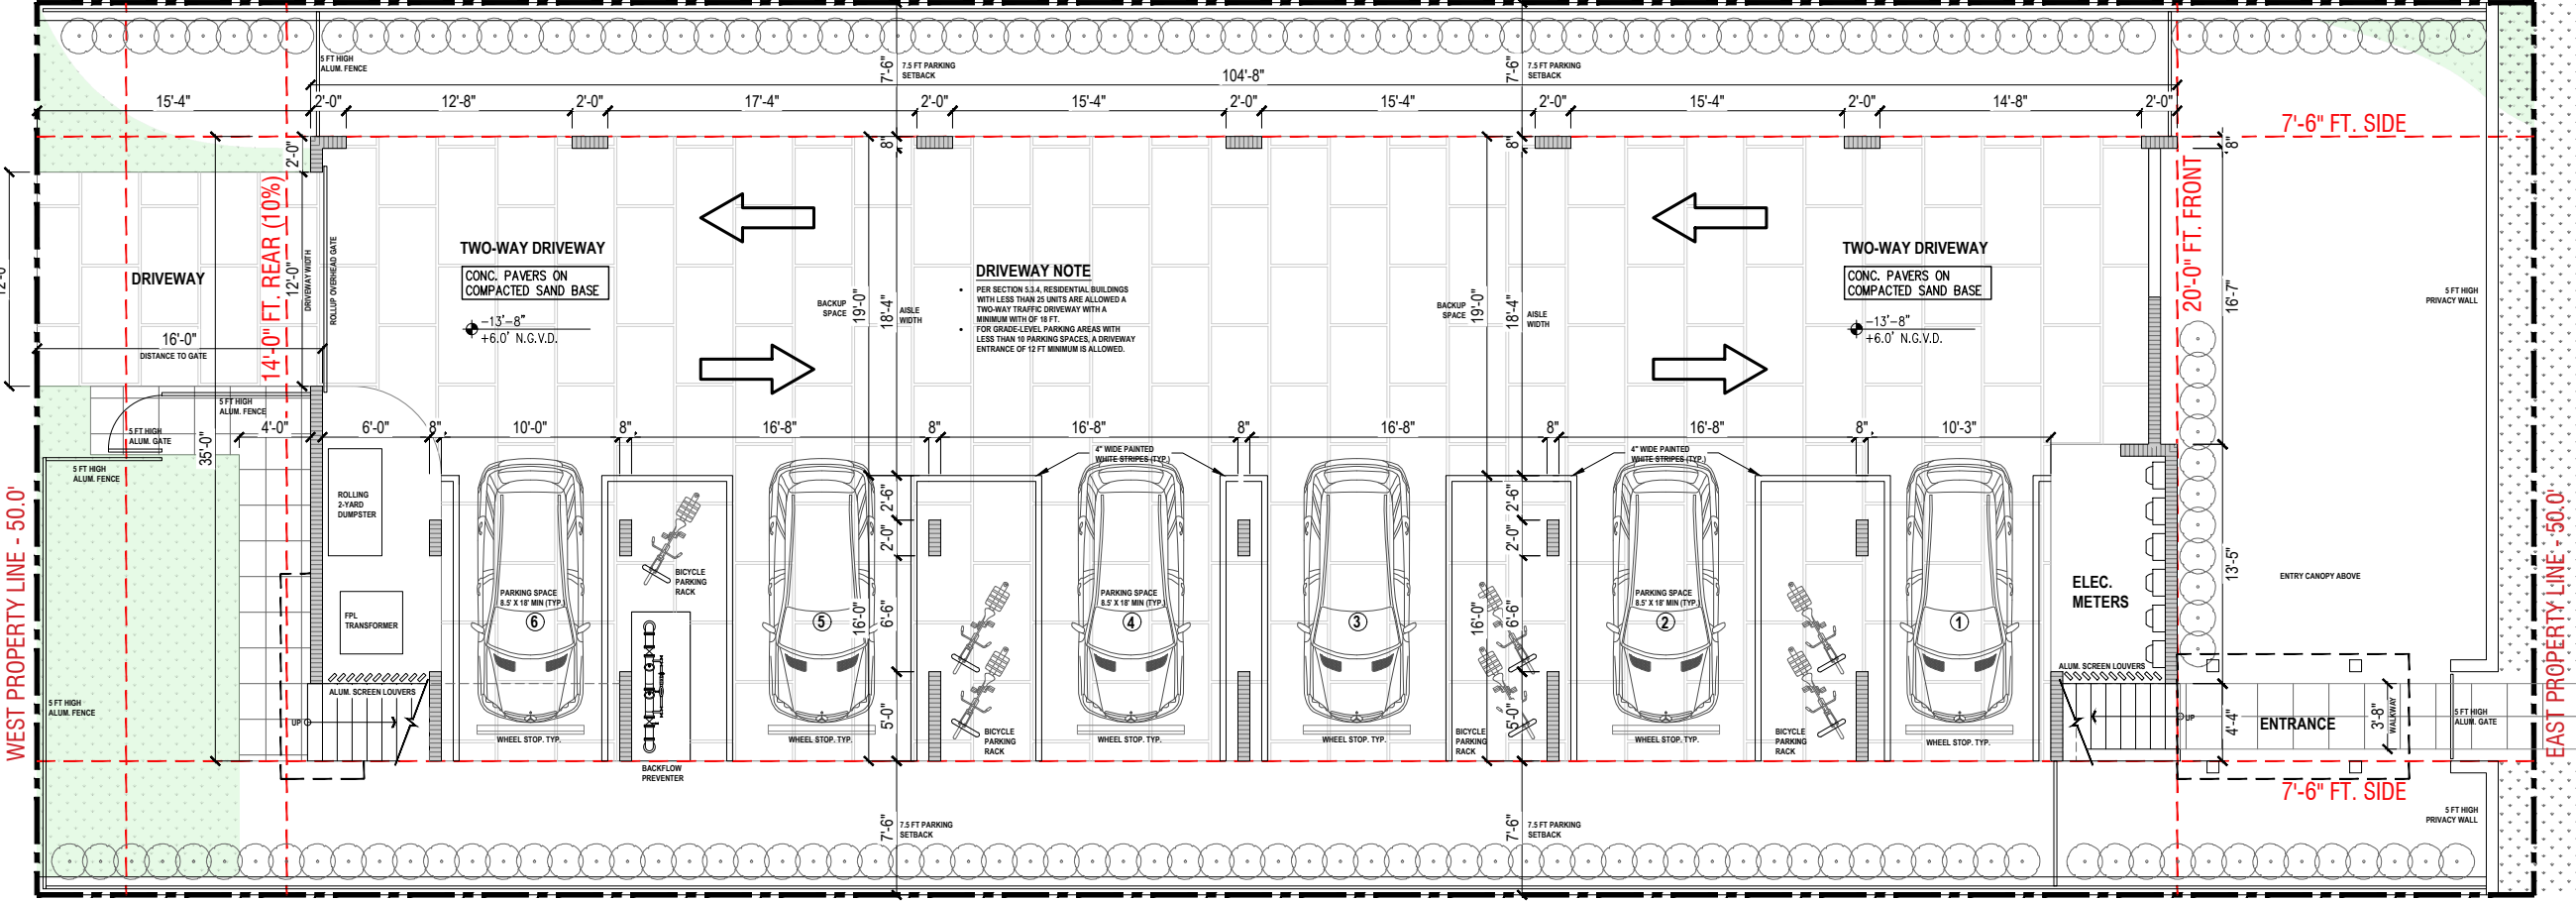 5 FT HIGH
ALUM. FENCE
7'-6"
7.5 FT PARKING
SETBACK
7'-6"
7.5 FT PARKING
SETBACK
104'-8"
15'-4"
2'-0"
12'-8"
2'-0"
17'-4"
2'-0"
15'-4"
2'-0"
15'-4"
2'-0"
15'-4"
2'-0"
14'-8"
2'-0"
7'-6" FT. SIDE
2'-0"
8"
8"
8"
14'-0" FT. REAR (10%)
20'-0" FT. FRONT
12'-0"
DRIVEWAY WIDTH
ROLLUP OVERHEAD GATE
DRIVEWAY
16'-0"
DISTANCE TO GATE
TWO-WAY DRIVEWAY
CONC. PAVERS ON
COMPACTED SAND BASE
-13'-8"
+6.0' N.G.V.D.
BACKUP
SPACE
19'-0"
18'-4"
AISLE
WIDTH
DRIVEWAY NOTE
• PER SECTION 5.3.4, RESIDENTIAL BUILDINGS
WITH LESS THAN 25 UNITS ARE ALLOWED A
TWO-WAY TRAFFIC DRIVEWAY WITH A
MINIMUM WITH OF 18 FT.
• FOR GRADE-LEVEL PARKING AREAS WITH
LESS THAN 10 PARKING SPACES, A DRIVEWAY
ENTRANCE OF 12 FT MINIMUM IS ALLOWED.
BACKUP
SPACE
19'-0"
18'-4"
AISLE
WIDTH
TWO-WAY DRIVEWAY
CONC. PAVERS ON
COMPACTED SAND BASE
-13'-8"
+6.0' N.G.V.D.
16'-7"
5 FT HIGH
PRIVACY WALL
5 FT HIGH
ALUM. FENCE
5 FT HIGH
ALUM. GATE
5 FT HIGH
ALUM. FENCE
35'-0"
4'-0"
6'-0"
8"
10'-0"
8"
16'-8"
8"
16'-8"
8"
16'-8"
8"
16'-8"
8"
10'-3"
4" WIDE PAINTED
WHITE STRIPES (TYP.)
4" WIDE PAINTED
WHITE STRIPES (TYP.)
WEST PROPERTY LINE - 50.0'
EAST PROPERTY LINE - 50.0'
ROLLING
2-YARD
DUMPSTER
FPL
TRANSFORMER
BICYCLE
PARKING
RACK
PARKING SPACE
8.5' X 18' MIN (TYP.)
6
5
PARKING SPACE
8.5' X 18' MIN (TYP.)
4
3
PARKING SPACE
8.5' X 18' MIN (TYP.)
2
1
2'-6"
2'-0"
16'-0"
6'-6"
5'-0"
2'-6"
2'-0"
16'-0"
6'-6"
5'-0"
ELEC.
METERS
13'-5"
ENTRY CANOPY ABOVE
ALUM. SCREEN LOUVERS
ALUM. SCREEN LOUVERS
5 FT HIGH
ALUM. FENCE
UP
WHEEL STOP. TYP.
BACKFLOW
PREVENTER
WHEEL STOP. TYP.
BICYCLE
PARKING
RACK
WHEEL STOP. TYP.
WHEEL STOP. TYP.
BICYCLE
PARKING
RACK
WHEEL STOP. TYP.
BICYCLE
PARKING
RACK
WHEEL STOP. TYP.
UP
4'-4"
ENTRANCE
3'-8"
WALKWAY
5 FT HIGH
ALUM. GATE
7'-6" FT. SIDE
7'-6"
7.5 FT PARKING
SETBACK
7'-6"
7.5 FT PARKING
SETBACK
5 FT HIGH
PRIVACY WALL